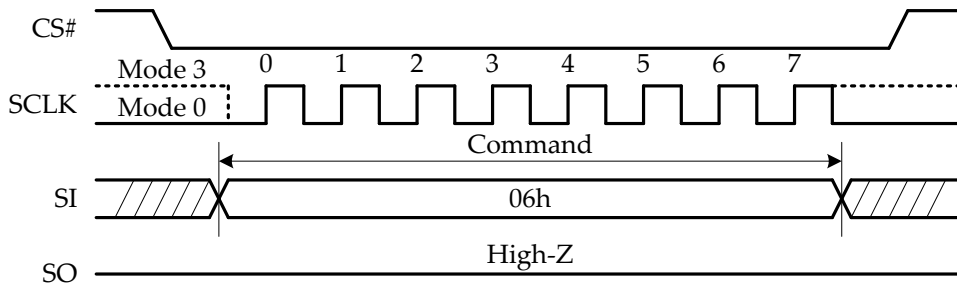 CS#
Mode 3
0 1 2 3 4 5 6 7
SCLK
Mode 0
Command
SI
06h
High-Z
SO